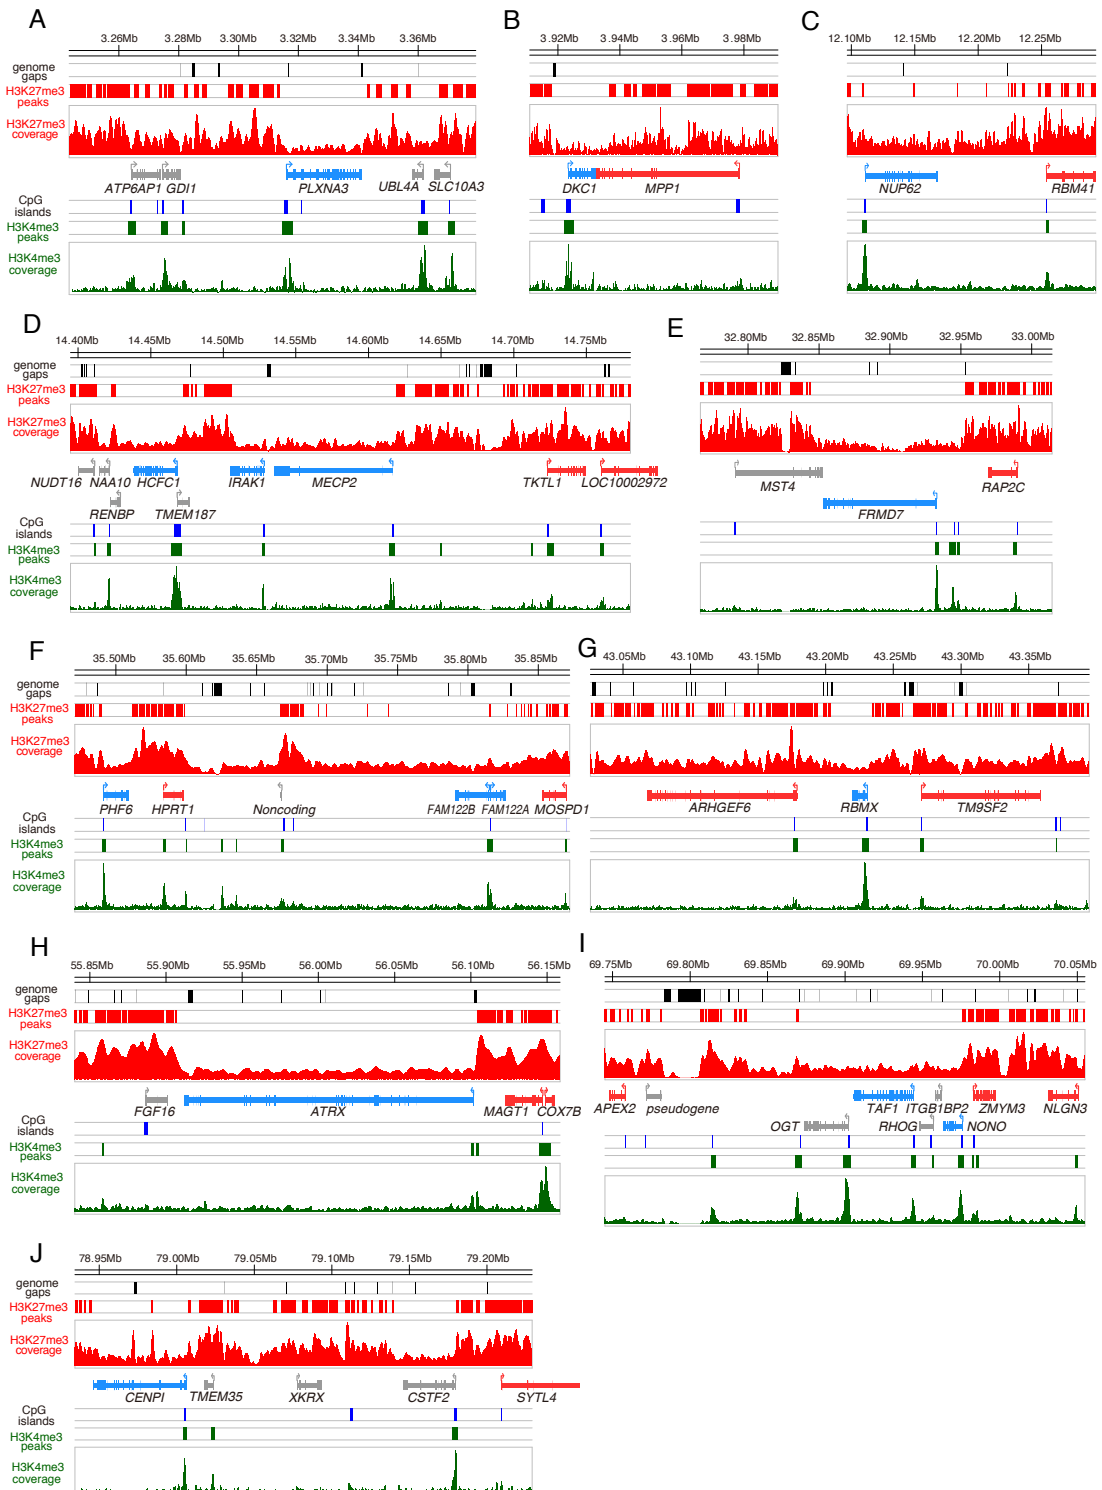 A
3.26Mb 3.28Mb 3.30Mb 3.32Mb 3.34Mb 3.36Mb
genome
gaps
H3K27me3
peaks
H3K27me3
coverage
ATP6AP1 GDI1 PLXNA3 UBL4A SLC10A3
CpG
islands
H3K4me3
peaks
H3K4me3
coverage
B
3.92Mb 3.94Mb 3.96Mb 3.98Mb
DKC1 MPP1
C
12.10Mb 12.15Mb 12.20Mb 12.25Mb
NUP62 RBM41
D
14.40Mb 14.45Mb 14.50Mb 14.55Mb 14.60Mb 14.65Mb 14.70Mb 14.75Mb
genome
gaps
H3K27me3
peaks
H3K27me3
coverage
NUDT16 NAA10 HCFC1 IRAK1 MECP2 TKTL1 LOC10002972
RENBP TMEM187
CpG
islands
H3K4me3
peaks
H3K4me3
coverage
E
32.80Mb 32.85Mb 32.90Mb 32.95Mb 33.00Mb
MST4 RAP2C
FRMD7
F
35.50Mb 35.60Mb 35.65Mb 35.70Mb 35.75Mb 35.80Mb 35.85Mb
genome
gaps
H3K27me3
peaks
H3K27me3
coverage
PHF6 HPRT1 Noncoding FAM122B FAM122A MOSPD1
CpG
islands
H3K4me3
peaks
H3K4me3
coverage
G
43.05Mb 43.10Mb 43.15Mb 43.20Mb 43.25Mb 43.30Mb 43.35Mb
ARHGEF6 RBMX TM9SF2
H
55.85Mb 55.90Mb 55.95Mb 56.00Mb 56.05Mb 56.10Mb 56.15Mb
genome
gaps
H3K27me3
peaks
H3K27me3
coverage
FGF16 ATRX MAGT1 COX7B
CpG
islands
H3K4me3
peaks
H3K4me3
coverage
I
69.75Mb 69.80Mb 69.85Mb 69.90Mb 69.95Mb 70.00Mb 70.05Mb
APEX2 pseudogene TAF1 ITGB1BP2 ZMYM3 NLGN3
OGT RHOG NONO
J
78.95Mb 79.00Mb 79.05Mb 79.10Mb 79.15Mb 79.20Mb
genome
gaps
H3K27me3
peaks
H3K27me3
coverage
CENPI TMEM35 XKRX CSTF2 SYTL4
CpG
islands
H3K4me3
peaks
H3K4me3
coverage